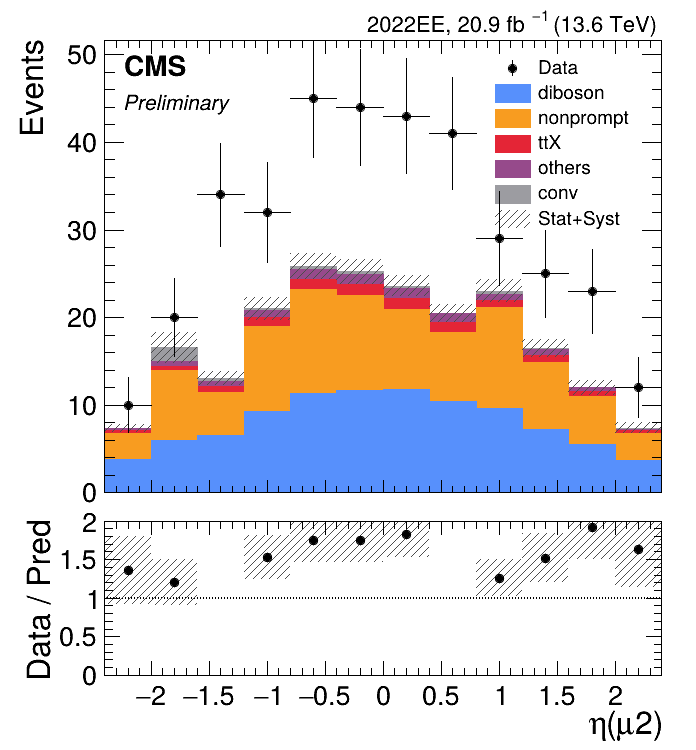 2022EE, 20.9 fb⁻¹ (13.6 TeV)
Events
50
40
30
20
10
0
CMS
Preliminary
Data
diboson
nonprompt
ttX
others
conv
Stat+Syst
Data / Pred
2
1.5
1
0.5
0
−2 −1.5 −1 −0.5 0 0.5 1 1.5 2
η(μ2)